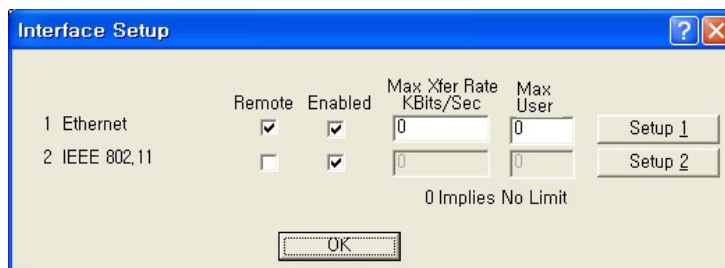 Interface Setup
Remote Enabled Max Xfer Rate KBits/Sec Max User
1 Ethernet 0 0 Setup 1
2 IEEE 802,11 0 0 Setup 2
0 Implies No Limit
OK